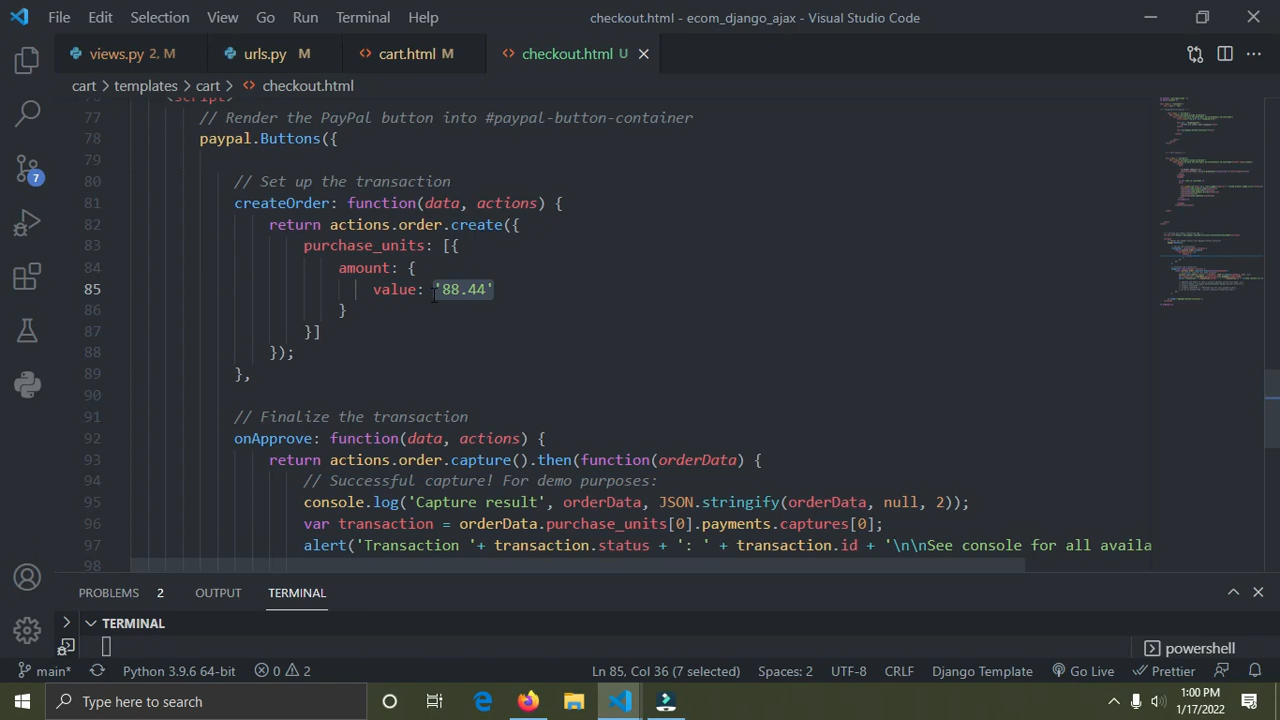 File Edit Selection View Go Run Terminal Help checkout.html - ecom_django_ajax - Visual Studio Code
views.py 2, M urls.py M cart.html M checkout.html U
cart > templates > cart > checkout.html
<script>
77 // Render the PayPal button into #paypal-button-container
78 paypal.Buttons({
79
80 // Set up the transaction
81 createOrder: function(data, actions) {
82 return actions.order.create({
83 purchase_units: [{
84 amount: {
85 value: '88.44'
86 }
87 }]
88 });
89 },
90
91 // Finalize the transaction
92 onApprove: function(data, actions) {
93 return actions.order.capture().then(function(orderData) {
94 // Successful capture! For demo purposes:
95 console.log('Capture result', orderData, JSON.stringify(orderData, null, 2));
96 var transaction = orderData.purchase_units[0].payments.captures[0];
97 alert('Transaction '+ transaction.status + ': ' + transaction.id + '\n\nSee console for all availa
98
7
PROBLEMS 2 OUTPUT TERMINAL
TERMINAL
powershell
main* Python 3.9.6 64-bit 0 2 Ln 85, Col 36 (7 selected) Spaces: 2 UTF-8 CRLF Django Template Go Live Prettier
Type here to search
1:00 PM
1/17/2022